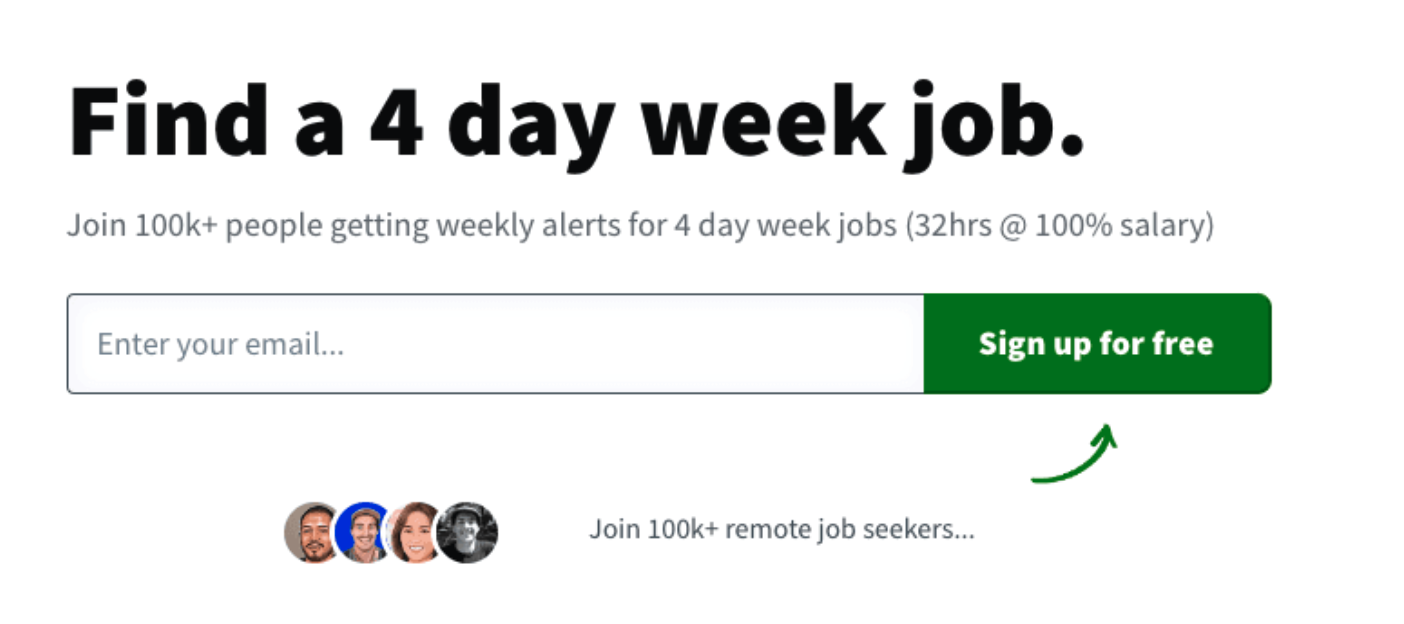 Find a 4 day week job.
Join 100k+ people getting weekly alerts for 4 day week jobs (32hrs @ 100% salary)
Enter your email...
Sign up for free
Join 100k+ remote job seekers...